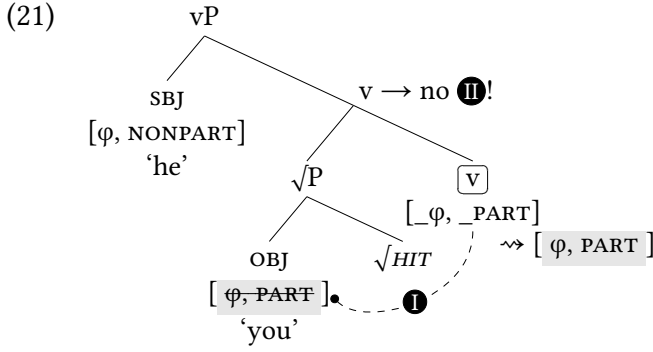 (21)
vP
SBJ
[φ, NONPART]
‘he’
v → no II!
√P
v
[_φ, _PART]
⇝ [ φ, PART ]
OBJ
√HIT
[ φ, PART ]
I
‘you’